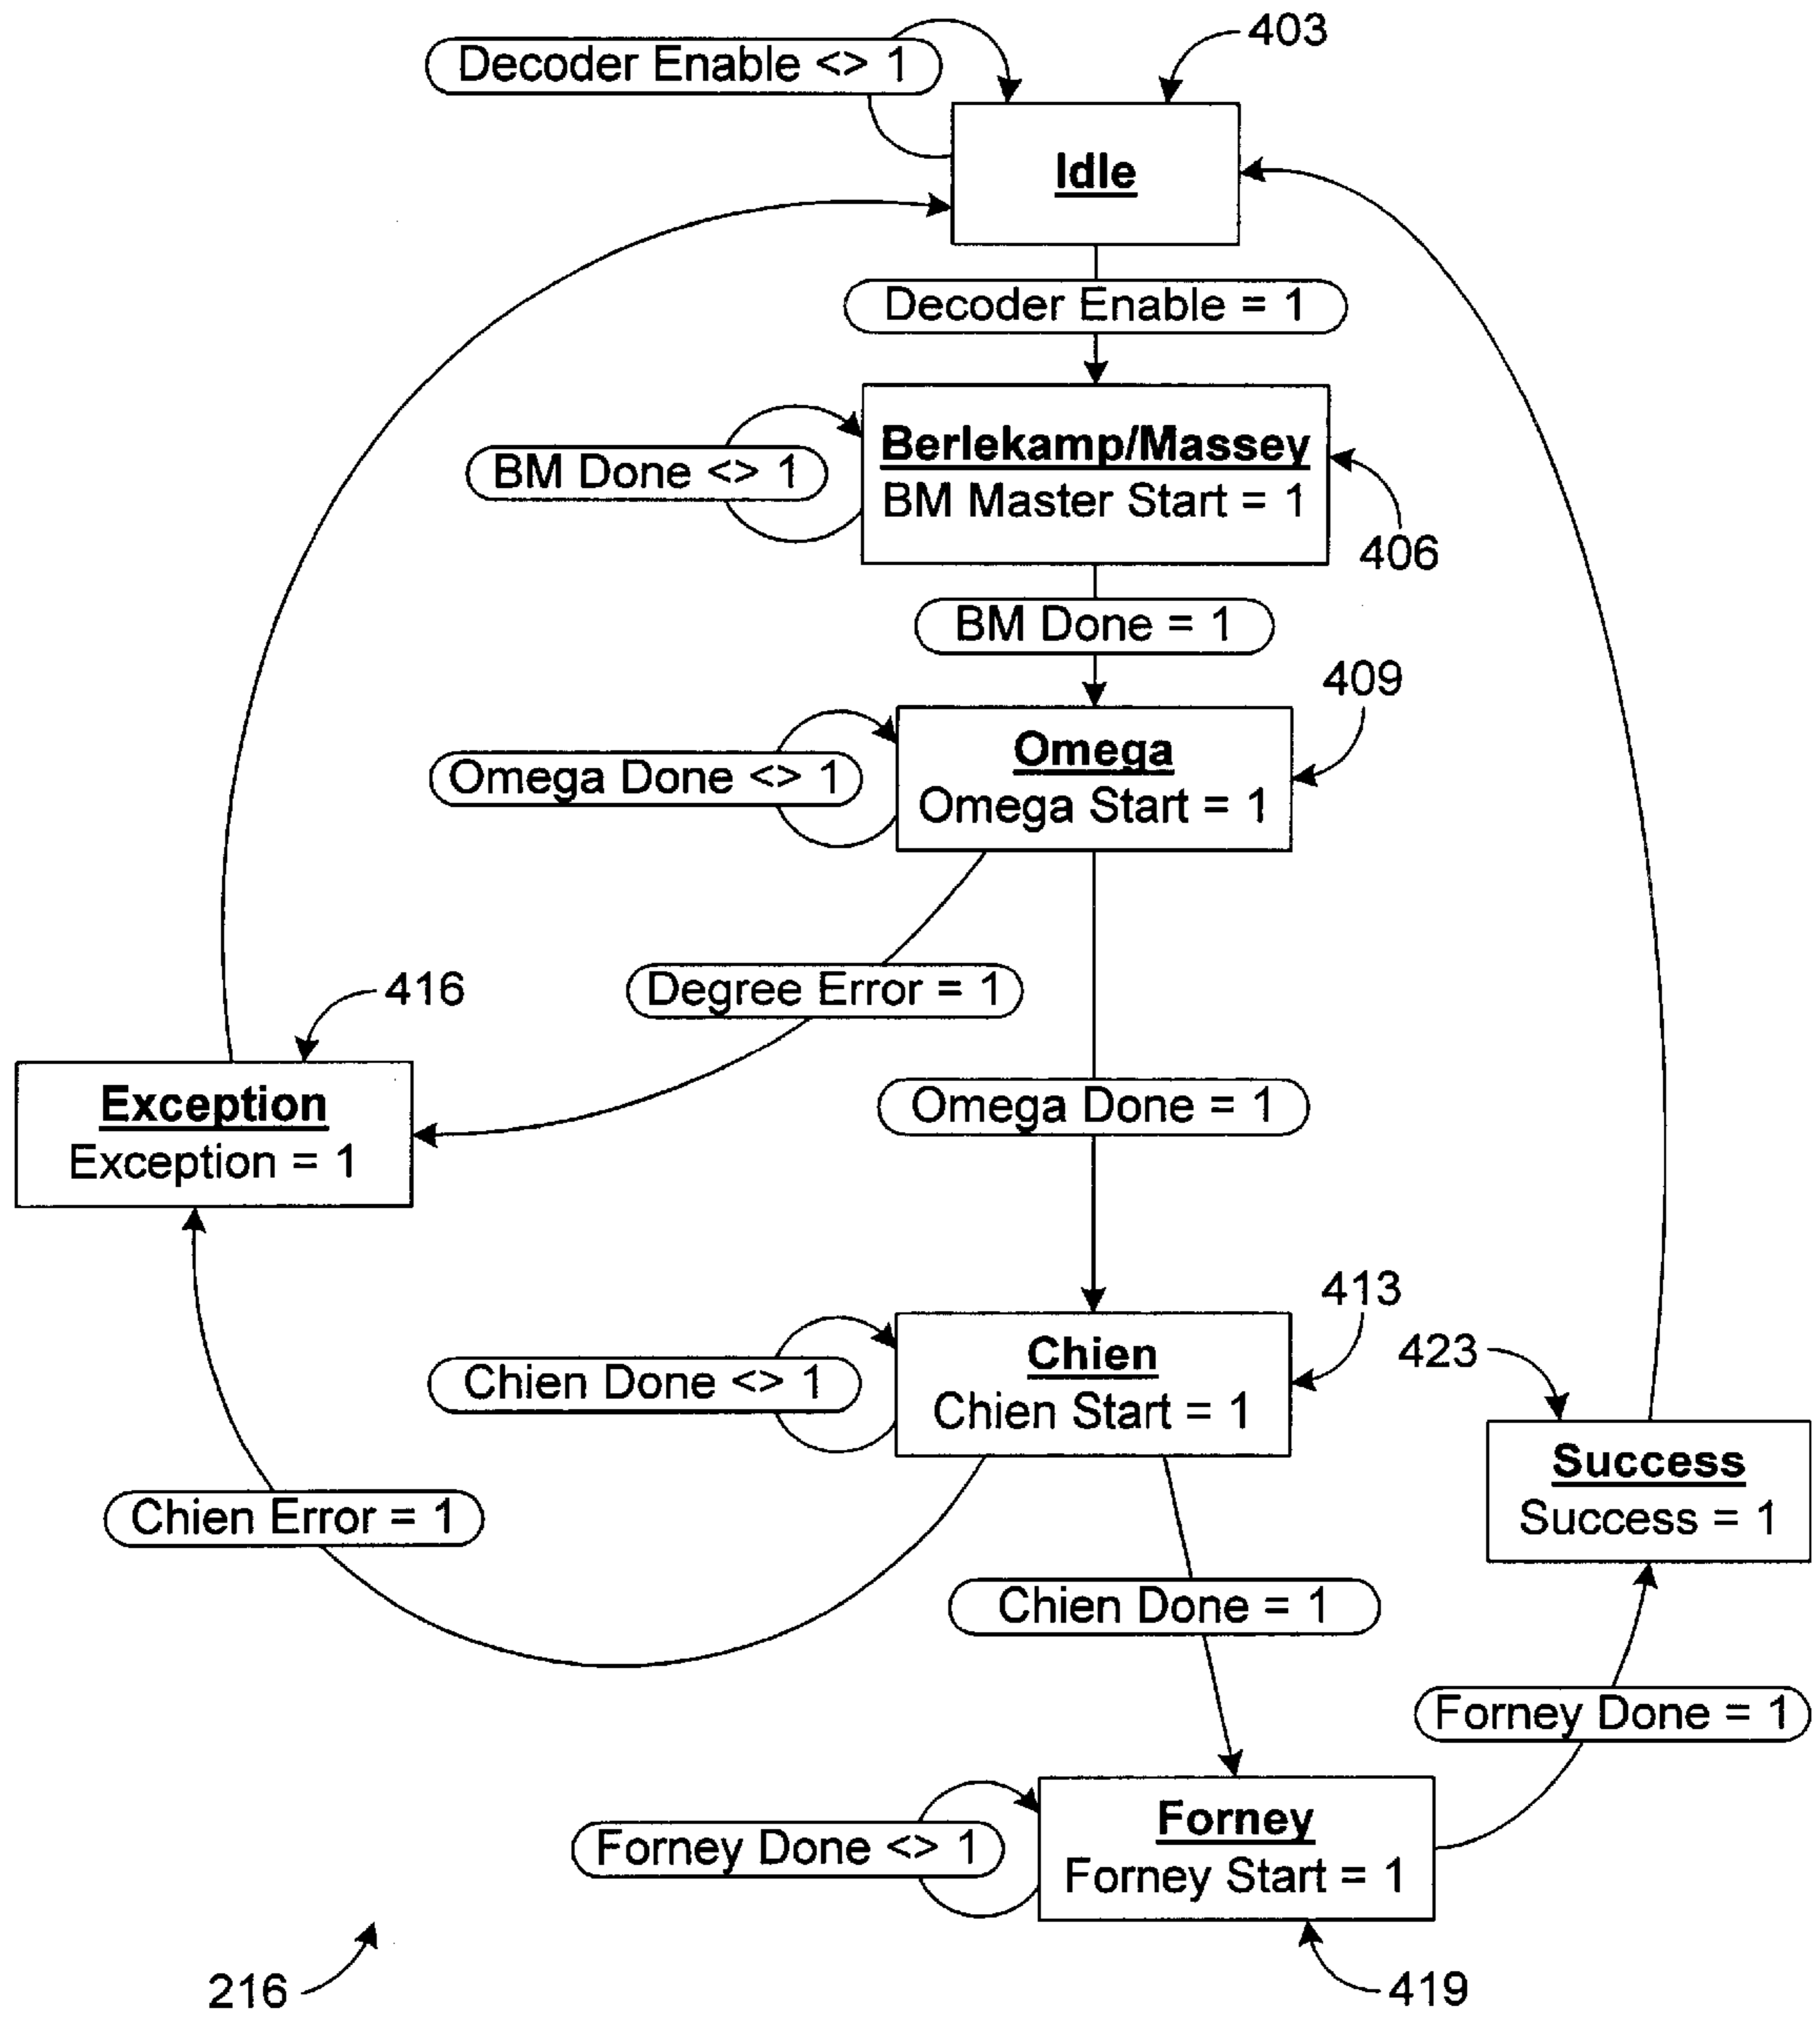 Decoder Enable <> 1
403
Idle
Decoder Enable = 1
BM Done <> 1
Berlekamp/Massey
BM Master Start = 1
406
BM Done = 1
409
Omega Done <> 1
Omega
Omega Start = 1
Degree Error = 1
416
Exception
Exception = 1
Omega Done = 1
413
Chien Done <> 1
Chien
Chien Start = 1
423
Success
Success = 1
Chien Error = 1
Chien Done = 1
Forney Done = 1
Forney Done <> 1
Forney
Forney Start = 1
216
419